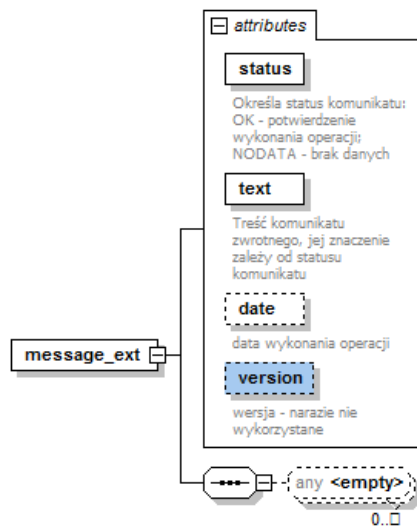 attributes
status
Określa status komunikatu:
OK - potwierdzenie
wykonania operacji;
NODATA - brak danych
text
Treść komunikatu
zwrotnego, jej znaczenie
zależy od statusu
komunikatu
date
data wykonania operacji
message_ext
version
wersja - narazie nie
wykorzystane
any <empty>
0..□